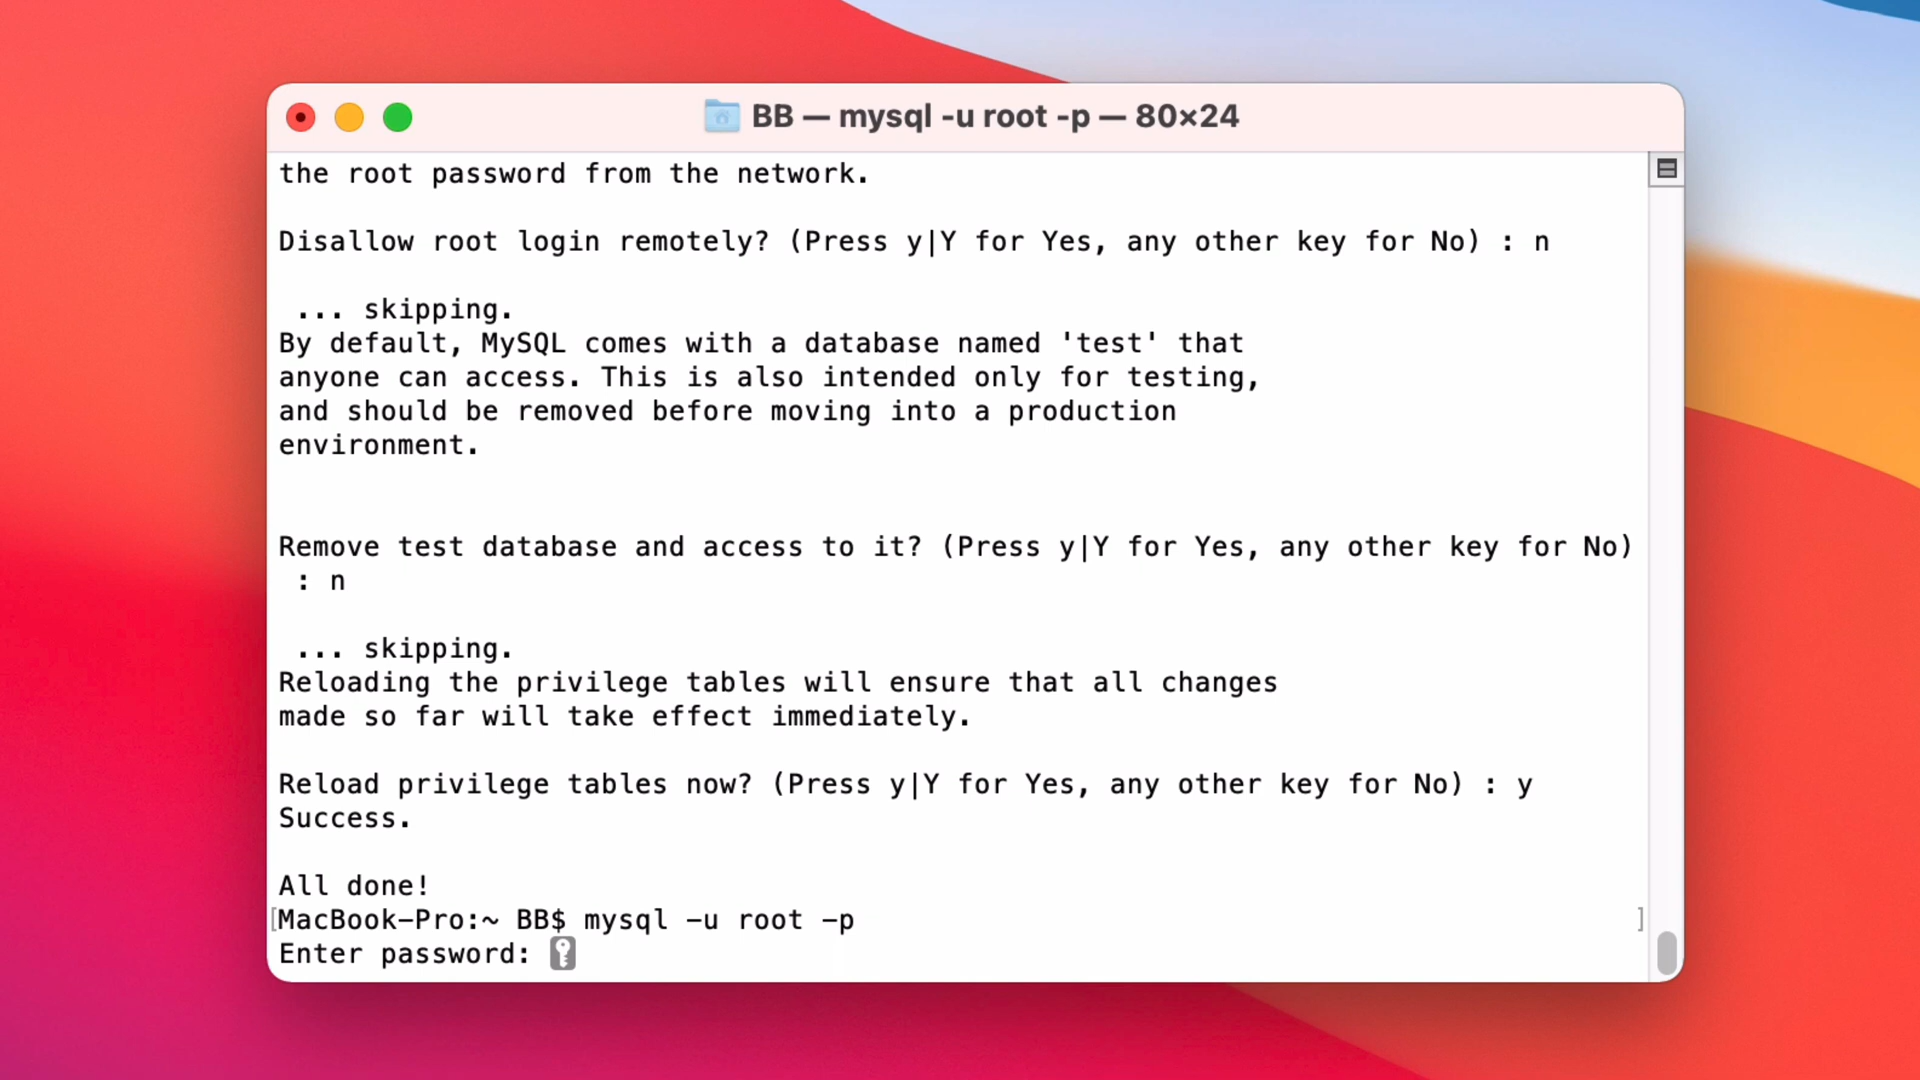 BB — mysql -u root -p — 80×24
the root password from the network.
Disallow root login remotely? (Press y|Y for Yes, any other key for No) : n
 ... skipping.
By default, MySQL comes with a database named 'test' that
anyone can access. This is also intended only for testing,
and should be removed before moving into a production
environment.
Remove test database and access to it? (Press y|Y for Yes, any other key for No)
 : n
 ... skipping.
Reloading the privilege tables will ensure that all changes
made so far will take effect immediately.
Reload privilege tables now? (Press y|Y for Yes, any other key for No) : y
Success.
All done!
[MacBook-Pro:~ BB$ mysql -u root -p ]
Enter password: